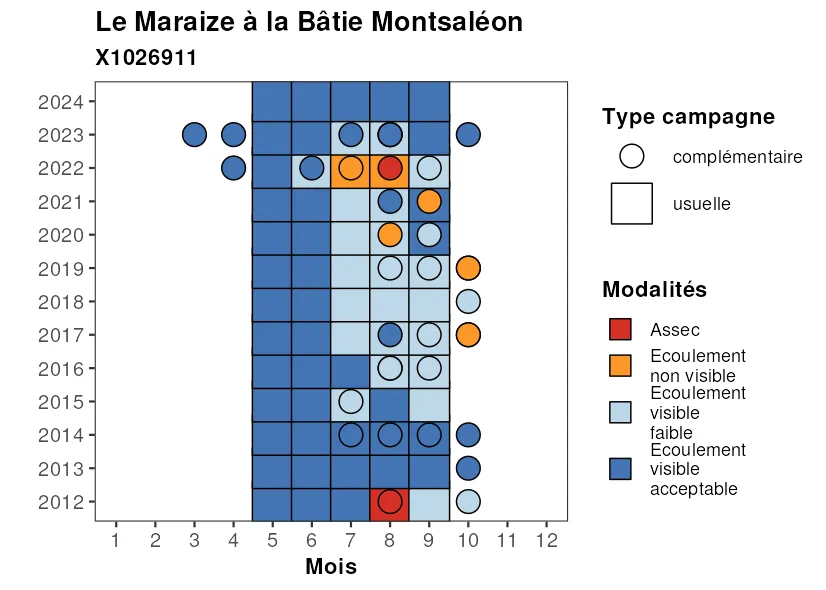 Le Maraize à la Bâtie Montsaléon
X1026911
2024
2023
2022
2021
2020
2019
2018
2017
2016
2015
2014
2013
2012
1 2 3 4 5 6 7 8 9 10 11 12
Mois
Type campagne
complémentaire
usuelle
Modalités
Assec
Ecoulement
non visible
Ecoulement
visible
faible
Ecoulement
visible
acceptable